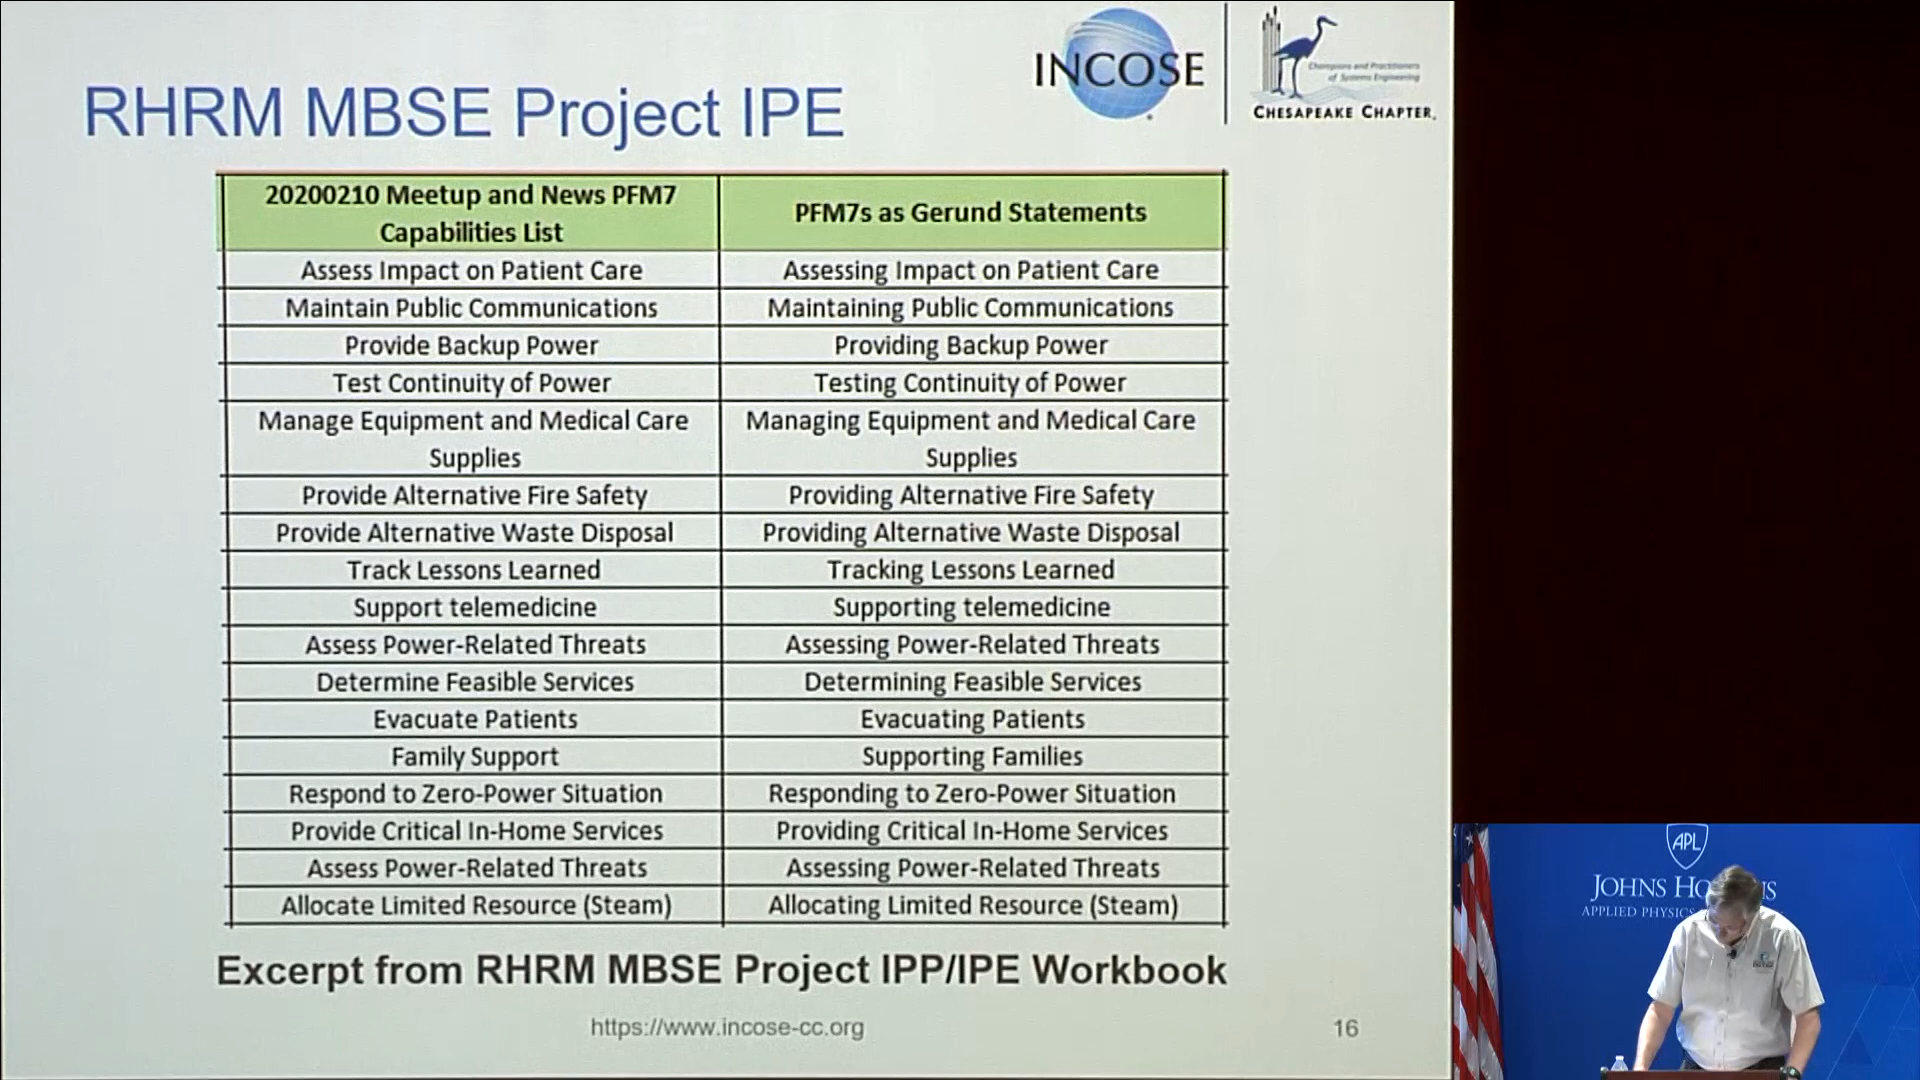 INCOSE
Champions and Practitioners
of Systems Engineering
CHESAPEAKE CHAPTER.
RHRM MBSE Project IPE
20200210 Meetup and News PFM7
Capabilities List
PFM7s as Gerund Statements
Assess Impact on Patient Care
Assessing Impact on Patient Care
Maintain Public Communications
Maintaining Public Communications
Provide Backup Power
Providing Backup Power
Test Continuity of Power
Testing Continuity of Power
Manage Equipment and Medical Care
Supplies
Managing Equipment and Medical Care
Supplies
Provide Alternative Fire Safety
Providing Alternative Fire Safety
Provide Alternative Waste Disposal
Providing Alternative Waste Disposal
Track Lessons Learned
Tracking Lessons Learned
Support telemedicine
Supporting telemedicine
Assess Power-Related Threats
Assessing Power-Related Threats
Determine Feasible Services
Determining Feasible Services
Evacuate Patients
Evacuating Patients
Family Support
Supporting Families
Respond to Zero-Power Situation
Responding to Zero-Power Situation
Provide Critical In-Home Services
Providing Critical In-Home Services
Assess Power-Related Threats
Assessing Power-Related Threats
Allocate Limited Resource (Steam)
Allocating Limited Resource (Steam)
Excerpt from RHRM MBSE Project IPP/IPE Workbook
https://www.incose-cc.org
16
APL
JOHNS
APPLIED